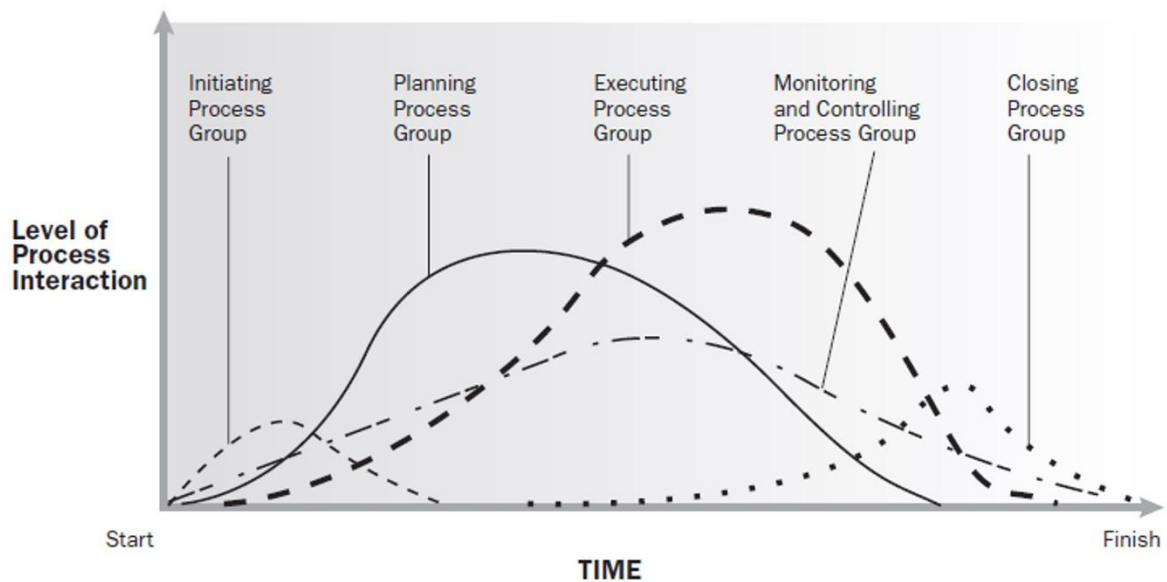 Initiating
Process
Group
Planning
Process
Group
Executing
Process
Group
Monitoring
and Controlling
Process Group
Closing
Process
Group
Level of
Process
Interaction
Start
Finish
TIME